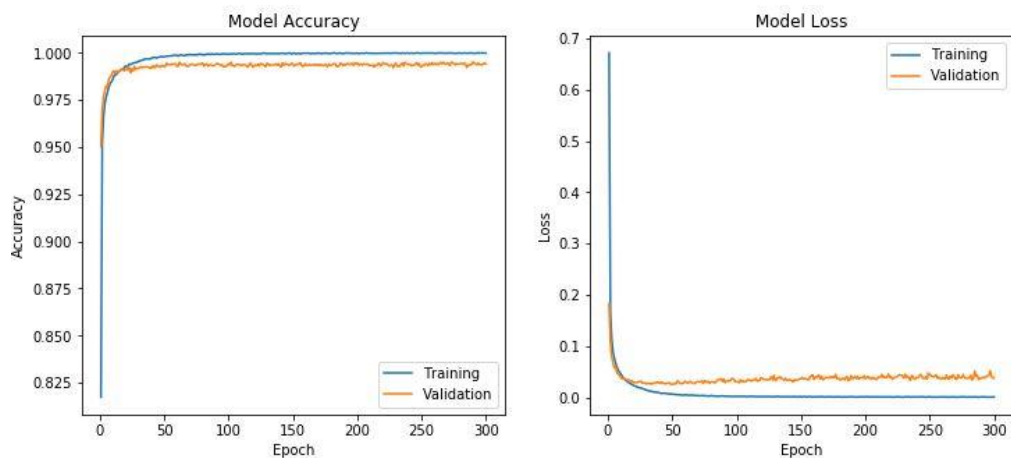 Model Accuracy
1.000
0.975
0.950
0.925
0.900
0.875
0.850
0.825
Accuracy
Training
Validation
0 50 100 150 200 250 300
Epoch
Model Loss
0.7
0.6
0.5
0.4
0.3
0.2
0.1
0.0
Loss
Training
Validation
0 50 100 150 200 250 300
Epoch